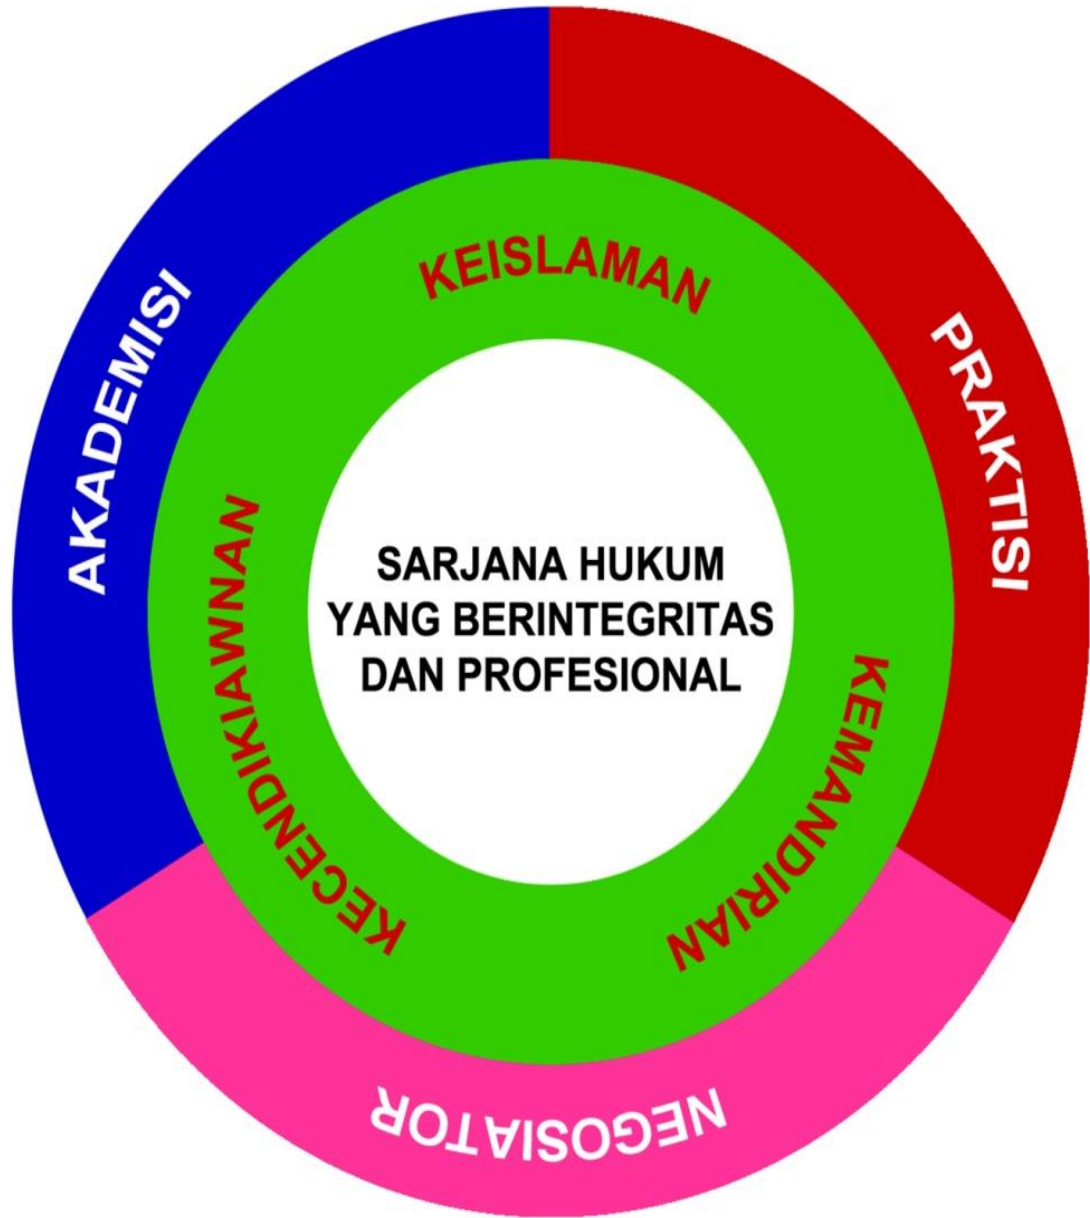 AKADEMISI
PRAKTISI
NEGOSIATOR
KEISLAMAN
KECENDIKIAWNAN
KEMANDIRIAN
SARJANA HUKUM
YANG BERINTEGRITAS
DAN PROFESIONAL